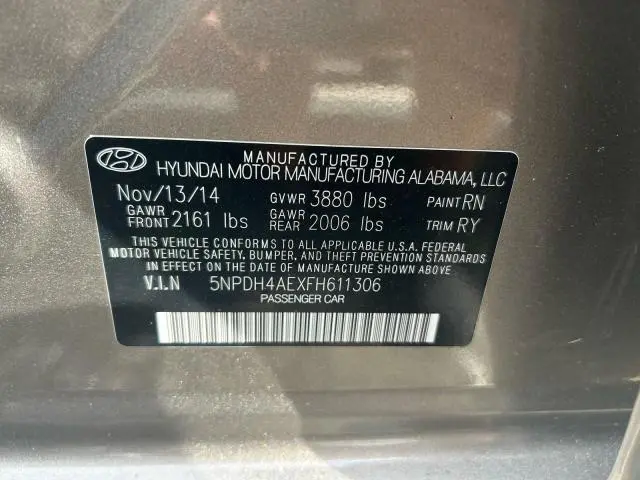 MANUFACTURED BY
HYUNDAI MOTOR MANUFACTURING ALABAMA, LLC
Nov/13/14 GVWR 3880 lbs PAINT RN
GAWR FRONT 2161 lbs GAWR REAR 2006 lbs TRIM RY
THIS VEHICLE CONFORMS TO ALL APPLICABLE U.S.A. FEDERAL
MOTOR VEHICLE SAFETY, BUMPER, AND THEFT PREVENTION STANDARDS
IN EFFECT ON THE DATE OF MANUFACTURE SHOWN ABOVE
V.I.N 5NPDH4AEXFH611306
PASSENGER CAR